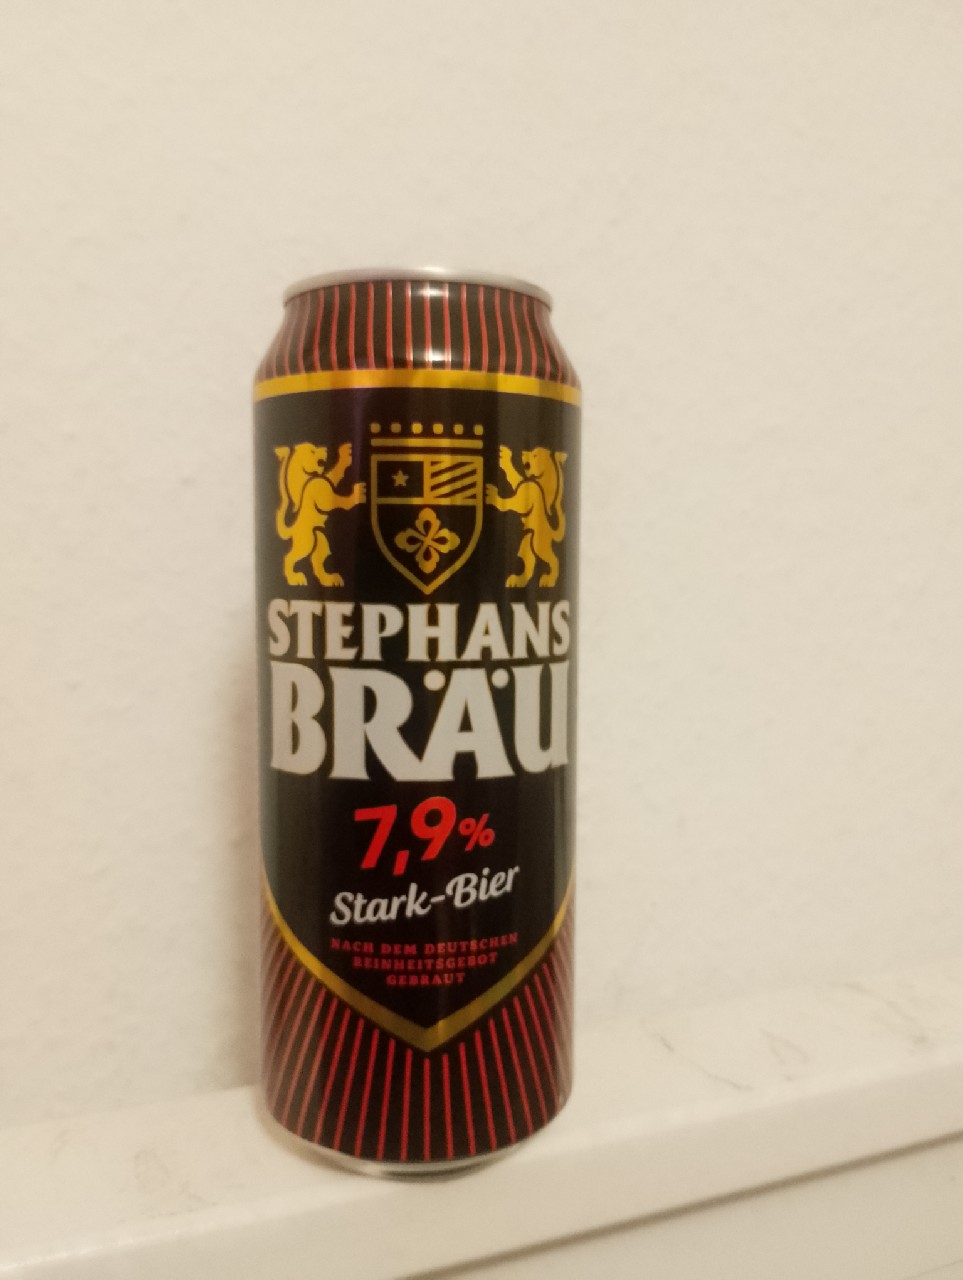 STEPHANS
BRÄU
7,9%
Stark-Bier
NACH DEM DEUTSCHEN
REINHEITSGEBOT
GEBRAUT